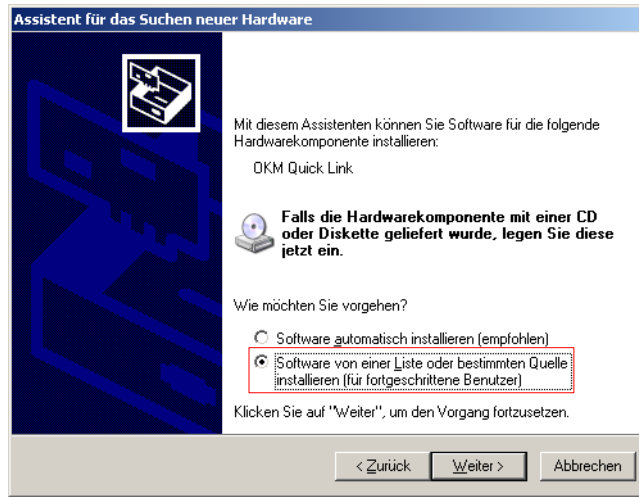 Assistent für das Suchen neuer Hardware
Mit diesem Assistenten können Sie Software für die folgende
Hardwarekomponente installieren:
OKM Quick Link
Falls die Hardwarekomponente mit einer CD
oder Diskette geliefert wurde, legen Sie diese
jetzt ein.
Wie möchten Sie vorgehen?
Software automatisch installieren (empfohlen)
Software von einer Liste oder bestimmten Quelle
installieren (für fortgeschrittene Benutzer)
Klicken Sie auf "Weiter", um den Vorgang fortzusetzen.
< Zurück Weiter > Abbrechen